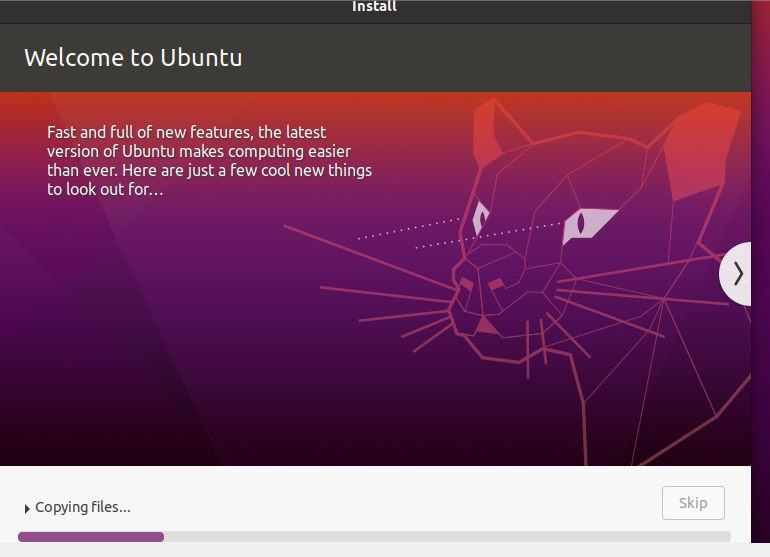 Install
Welcome to Ubuntu
Fast and full of new features, the latest
version of Ubuntu makes computing easier
than ever. Here are just a few cool new things
to look out for…
Copying files…
Skip